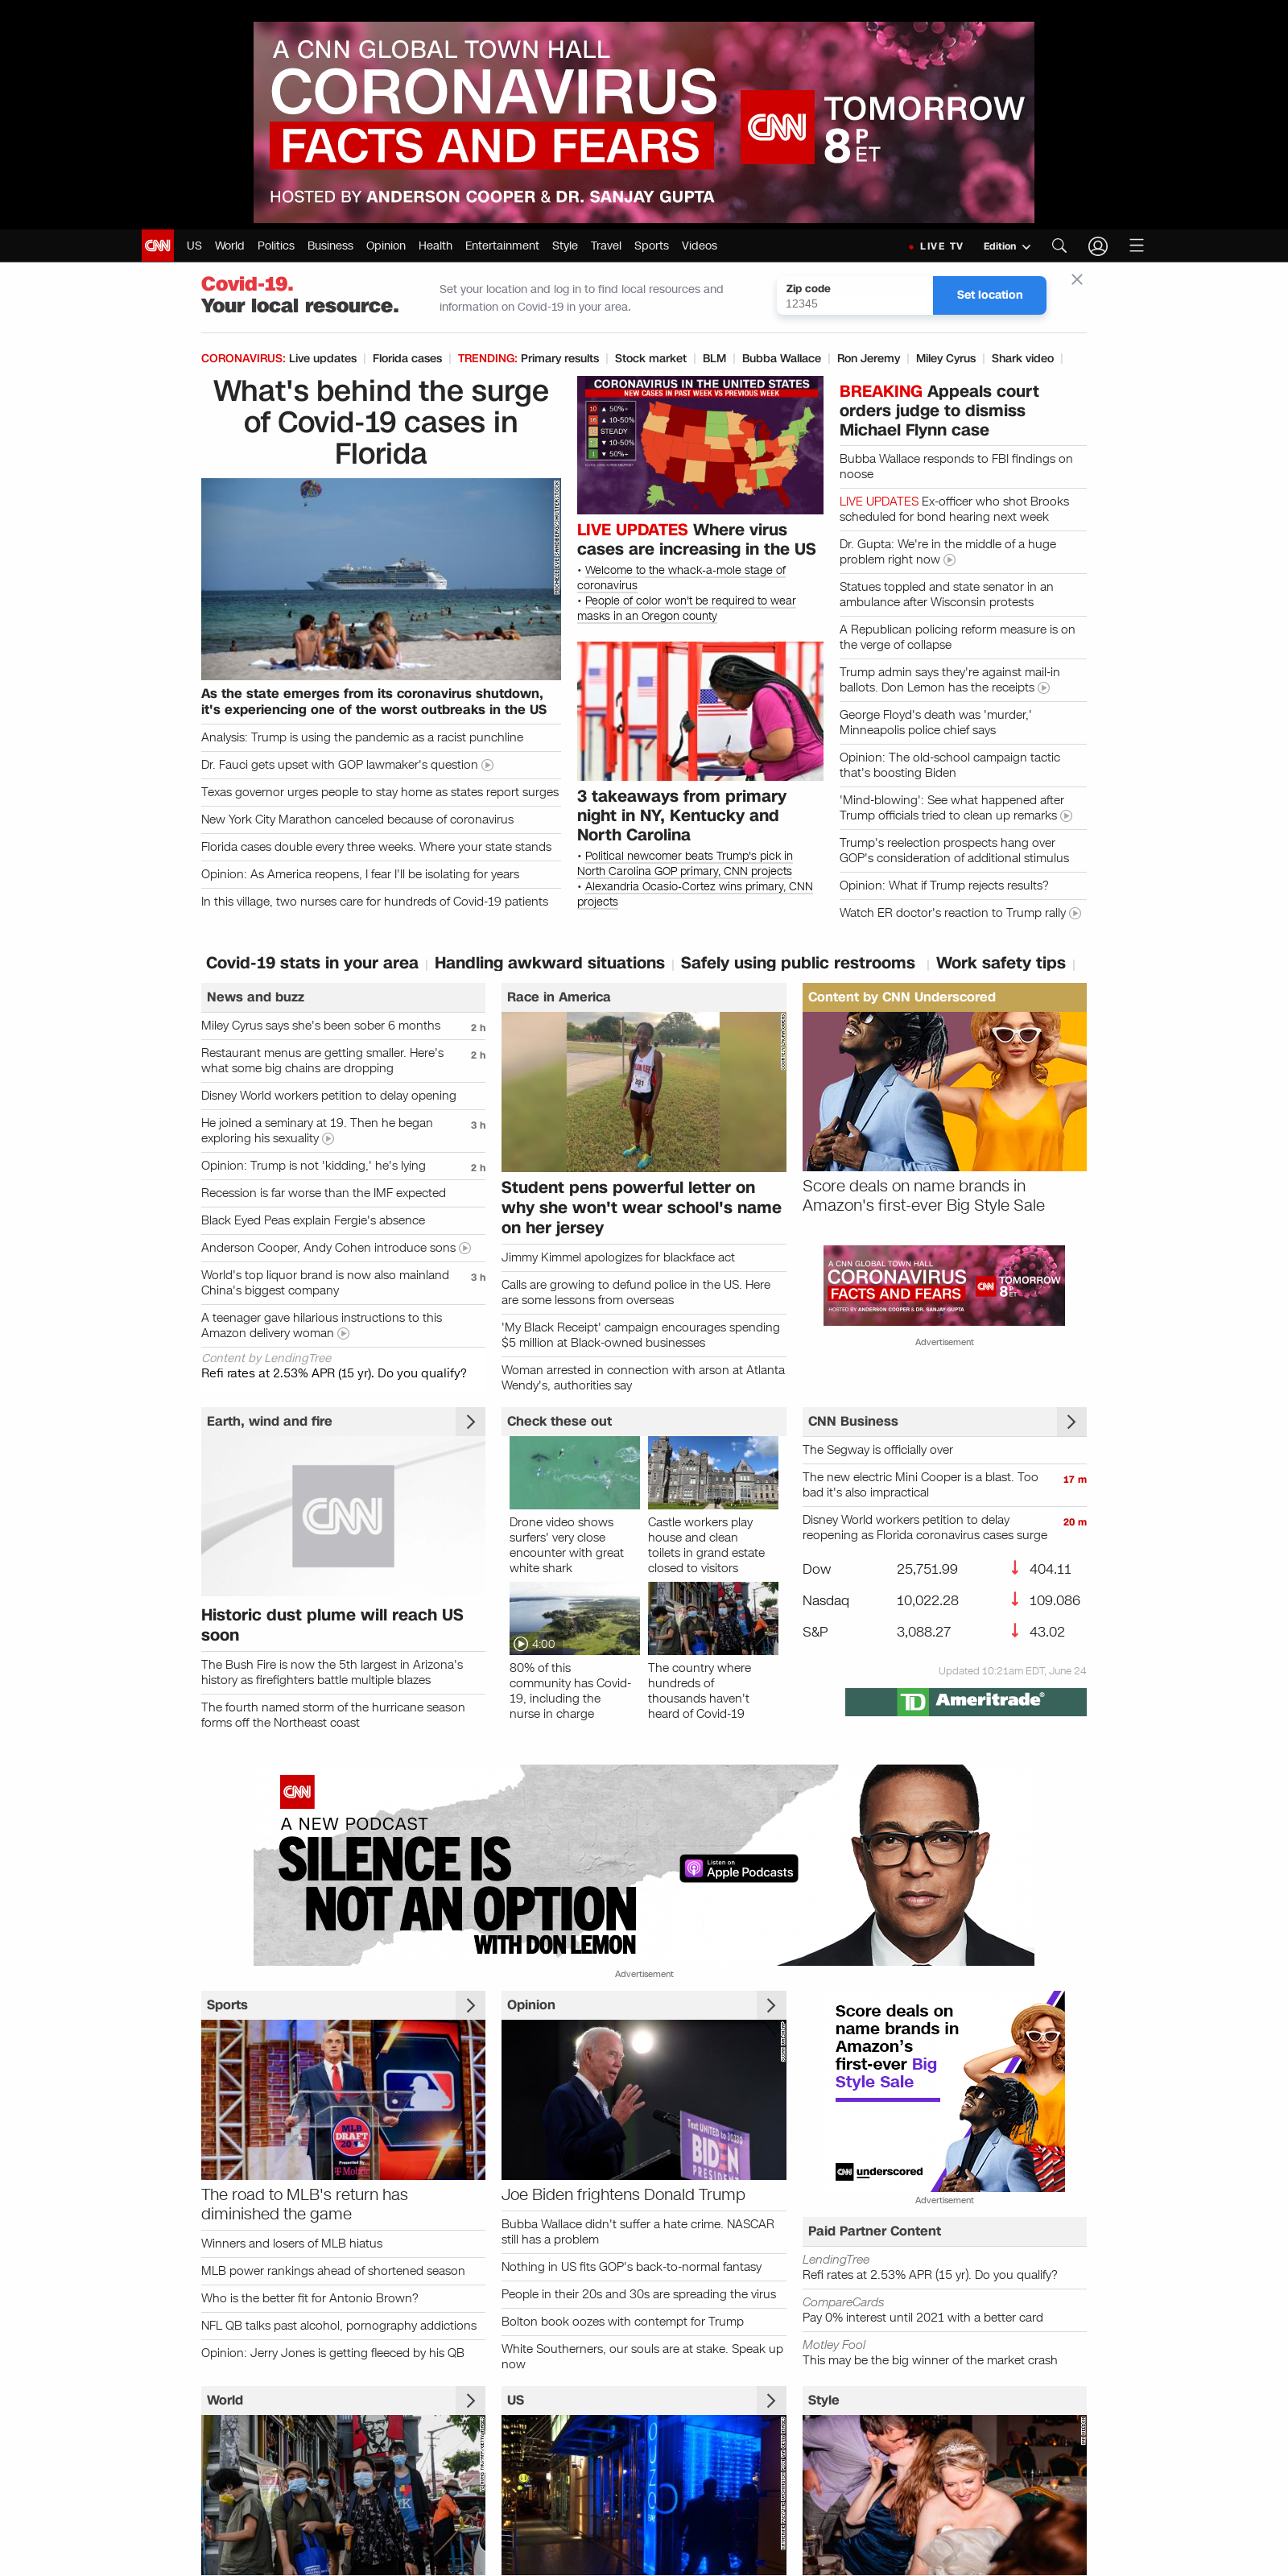 A CNN GLOBAL TOWN HALL
CORONAVIRUS
FACTS AND FEARS
HOSTED BY ANDERSON COOPER & DR. SANJAY GUPTA
CNN
TOMORROW
8 P ET
CNN US World Politics Business Opinion Health Entertainment Style Travel Sports Videos LIVE TV Edition
Covid-19.
Your local resource.
Set your location and log in to find local resources and
information on Covid-19 in your area.
Zip code
12345
Set location
CORONAVIRUS: Live updates | Florida cases | TRENDING: Primary results | Stock market | BLM | Bubba Wallace | Ron Jeremy | Miley Cyrus | Shark video |
What's behind the surge
of Covid-19 cases in
Florida
As the state emerges from its coronavirus shutdown,
it's experiencing one of the worst outbreaks in the US
Analysis: Trump is using the pandemic as a racist punchline
Dr. Fauci gets upset with GOP lawmaker's question
Texas governor urges people to stay home as states report surges
New York City Marathon canceled because of coronavirus
Florida cases double every three weeks. Where your state stands
Opinion: As America reopens, I fear I'll be isolating for years
In this village, two nurses care for hundreds of Covid-19 patients
CORONAVIRUS IN THE UNITED STATES
NEW CASES IN PAST WEEK VS PREVIOUS WEEK
▲ 50%+
▲ 10-50%
STEADY
▼ 10-50%
▼ 50%+
LIVE UPDATES Where virus
cases are increasing in the US
• Welcome to the whack-a-mole stage of
coronavirus
• People of color won't be required to wear
masks in an Oregon county
3 takeaways from primary
night in NY, Kentucky and
North Carolina
• Political newcomer beats Trump's pick in
North Carolina GOP primary, CNN projects
• Alexandria Ocasio-Cortez wins primary, CNN
projects
BREAKING Appeals court
orders judge to dismiss
Michael Flynn case
Bubba Wallace responds to FBI findings on
noose
LIVE UPDATES Ex-officer who shot Brooks
scheduled for bond hearing next week
Dr. Gupta: We're in the middle of a huge
problem right now
Statues toppled and state senator in an
ambulance after Wisconsin protests
A Republican policing reform measure is on
the verge of collapse
Trump admin says they're against mail-in
ballots. Don Lemon has the receipts
George Floyd's death was 'murder,'
Minneapolis police chief says
Opinion: The old-school campaign tactic
that's boosting Biden
'Mind-blowing': See what happened after
Trump officials tried to clean up remarks
Trump's reelection prospects hang over
GOP's consideration of additional stimulus
Opinion: What if Trump rejects results?
Watch ER doctor's reaction to Trump rally
Covid-19 stats in your area | Handling awkward situations | Safely using public restrooms | Work safety tips |
News and buzz
Miley Cyrus says she's been sober 6 months 2 h
Restaurant menus are getting smaller. Here's 2 h
what some big chains are dropping
Disney World workers petition to delay opening
He joined a seminary at 19. Then he began 3 h
exploring his sexuality
Opinion: Trump is not 'kidding,' he's lying 2 h
Recession is far worse than the IMF expected
Black Eyed Peas explain Fergie's absence
Anderson Cooper, Andy Cohen introduce sons
World's top liquor brand is now also mainland 3 h
China's biggest company
A teenager gave hilarious instructions to this
Amazon delivery woman
Content by LendingTree
Refi rates at 2.53% APR (15 yr). Do you qualify?
Race in America
Student pens powerful letter on
why she won't wear school's name
on her jersey
Jimmy Kimmel apologizes for blackface act
Calls are growing to defund police in the US. Here
are some lessons from overseas
'My Black Receipt' campaign encourages spending
$5 million at Black-owned businesses
Woman arrested in connection with arson at Atlanta
Wendy's, authorities say
Content by CNN Underscored
Score deals on name brands in
Amazon's first-ever Big Style Sale
A CNN GLOBAL TOWN HALL
CORONAVIRUS
FACTS AND FEARS
HOSTED BY ANDERSON COOPER & DR. SANJAY GUPTA
CNN
TOMORROW
8 P ET
Advertisement
Earth, wind and fire
CNN
Historic dust plume will reach US
soon
The Bush Fire is now the 5th largest in Arizona's
history as firefighters battle multiple blazes
The fourth named storm of the hurricane season
forms off the Northeast coast
Check these out
Drone video shows
surfers' very close
encounter with great
white shark
Castle workers play
house and clean
toilets in grand estate
closed to visitors
4:00
80% of this
community has Covid-
19, including the
nurse in charge
The country where
hundreds of
thousands haven't
heard of Covid-19
CNN Business
The Segway is officially over
The new electric Mini Cooper is a blast. Too 17 m
bad it's also impractical
Disney World workers petition to delay 20 m
reopening as Florida coronavirus cases surge
Dow 25,751.99 404.11
Nasdaq 10,022.28 109.086
S&P 3,088.27 43.02
Updated 10:21am EDT, June 24
TD Ameritrade®
CNN
A NEW PODCAST
SILENCE IS
NOT AN OPTION
WITH DON LEMON
Listen on
Apple Podcasts
Advertisement
Sports
MLB
DRAFT
The road to MLB's return has
diminished the game
Winners and losers of MLB hiatus
MLB power rankings ahead of shortened season
Who is the better fit for Antonio Brown?
NFL QB talks past alcohol, pornography addictions
Opinion: Jerry Jones is getting fleeced by his QB
Opinion
Text UNITED to 30330
BIDEN
PRESIDENT
Joe Biden frightens Donald Trump
Bubba Wallace didn't suffer a hate crime. NASCAR
still has a problem
Nothing in US fits GOP's back-to-normal fantasy
People in their 20s and 30s are spreading the virus
Bolton book oozes with contempt for Trump
White Southerners, our souls are at stake. Speak up
now
Score deals on
name brands in
Amazon's
first-ever Big
Style Sale
CNN underscored
Advertisement
Paid Partner Content
LendingTree
Refi rates at 2.53% APR (15 yr). Do you qualify?
CompareCards
Pay 0% interest until 2021 with a better card
Motley Fool
This may be the big winner of the market crash
World
KFC
US
Style